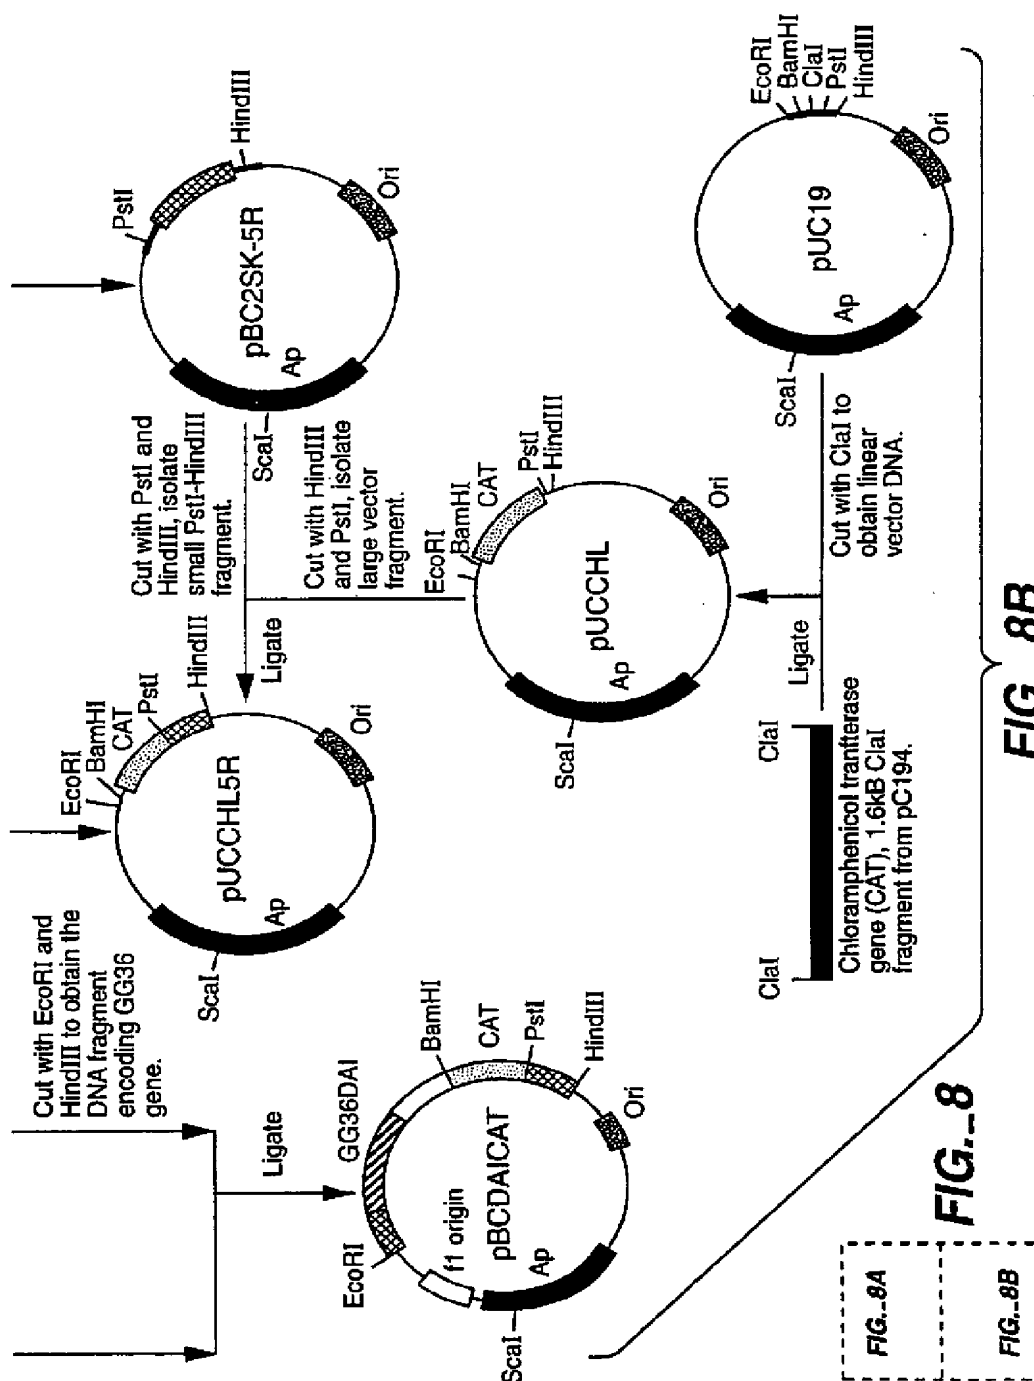 Cut with EcoRI and
HindIII to obtain the
DNA fragment
encoding GG36
gene.
Ligate
EcoRI
f1 origin
GG36DAI
BamHI
CAT
PstI
HindIII
Ori
pBCDAICAT
Ap
ScaI
EcoRI
BamHI
CAT
PstI
HindIII
Ori
pUCCHL5R
Ap
ScaI
Ligate
Cut with PstI and
HindIII, isolate
small PstI-HindIII
fragment.
Cut with HindIII
and PstI, isolate
large vector
fragment.
PstI
HindIII
Ori
pBC2SK-5R
Ap
ScaI
EcoRI
BamHI
CAT
PstI
HindIII
Ori
pUCCHL
Ap
ScaI
ClaI
ClaI
Chloramphenicol tranfterase
gene (CAT), 1.6kB ClaI
fragment from pC194.
Ligate
Cut with ClaI to
obtain linear
vector DNA.
EcoRI
BamHI
ClaI
PstI
HindIII
Ori
pUC19
Ap
ScaI
FIG._8A
FIG._8B
FIG._8
FIG._8B